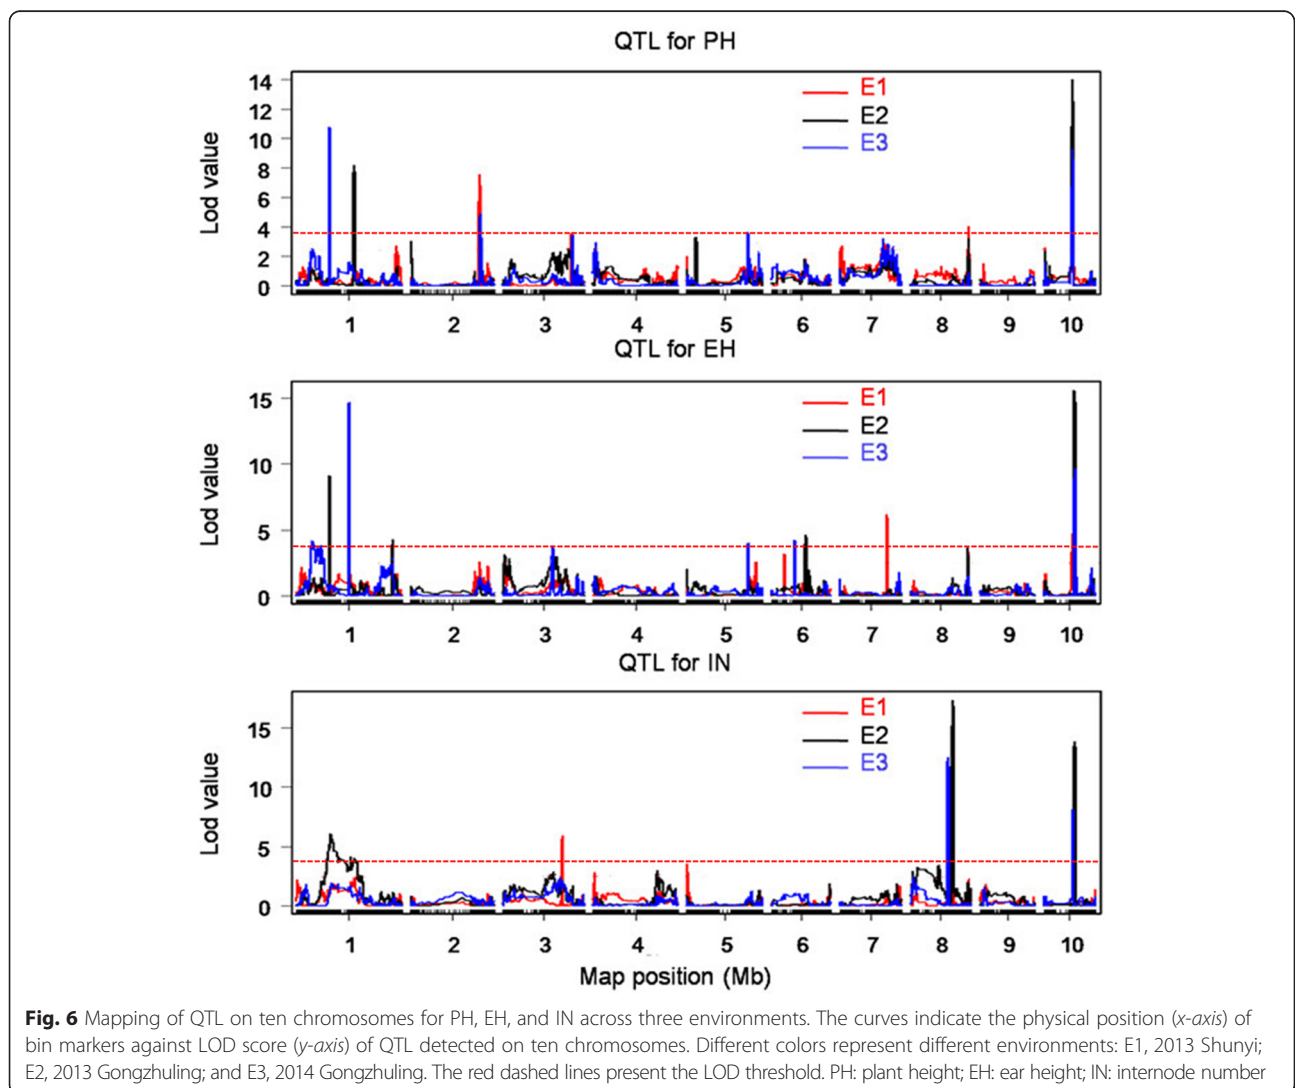 QTL for PH
E1
E2
E3
Lod value
14
12
10
8
6
4
2
0
1 2 3 4 5 6 7 8 9 10
QTL for EH
E1
E2
E3
Lod value
15
10
5
0
1 2 3 4 5 6 7 8 9 10
QTL for IN
E1
E2
E3
Lod value
15
10
5
0
1 2 3 4 5 6 7 8 9 10
Map position (Mb)
Fig. 6 Mapping of QTL on ten chromosomes for PH, EH, and IN across three environments. The curves indicate the physical position (x-axis) of
bin markers against LOD score (y-axis) of QTL detected on ten chromosomes. Different colors represent different environments: E1, 2013 Shunyi;
E2, 2013 Gongzhuling; and E3, 2014 Gongzhuling. The red dashed lines present the LOD threshold. PH: plant height; EH: ear height; IN: internode number